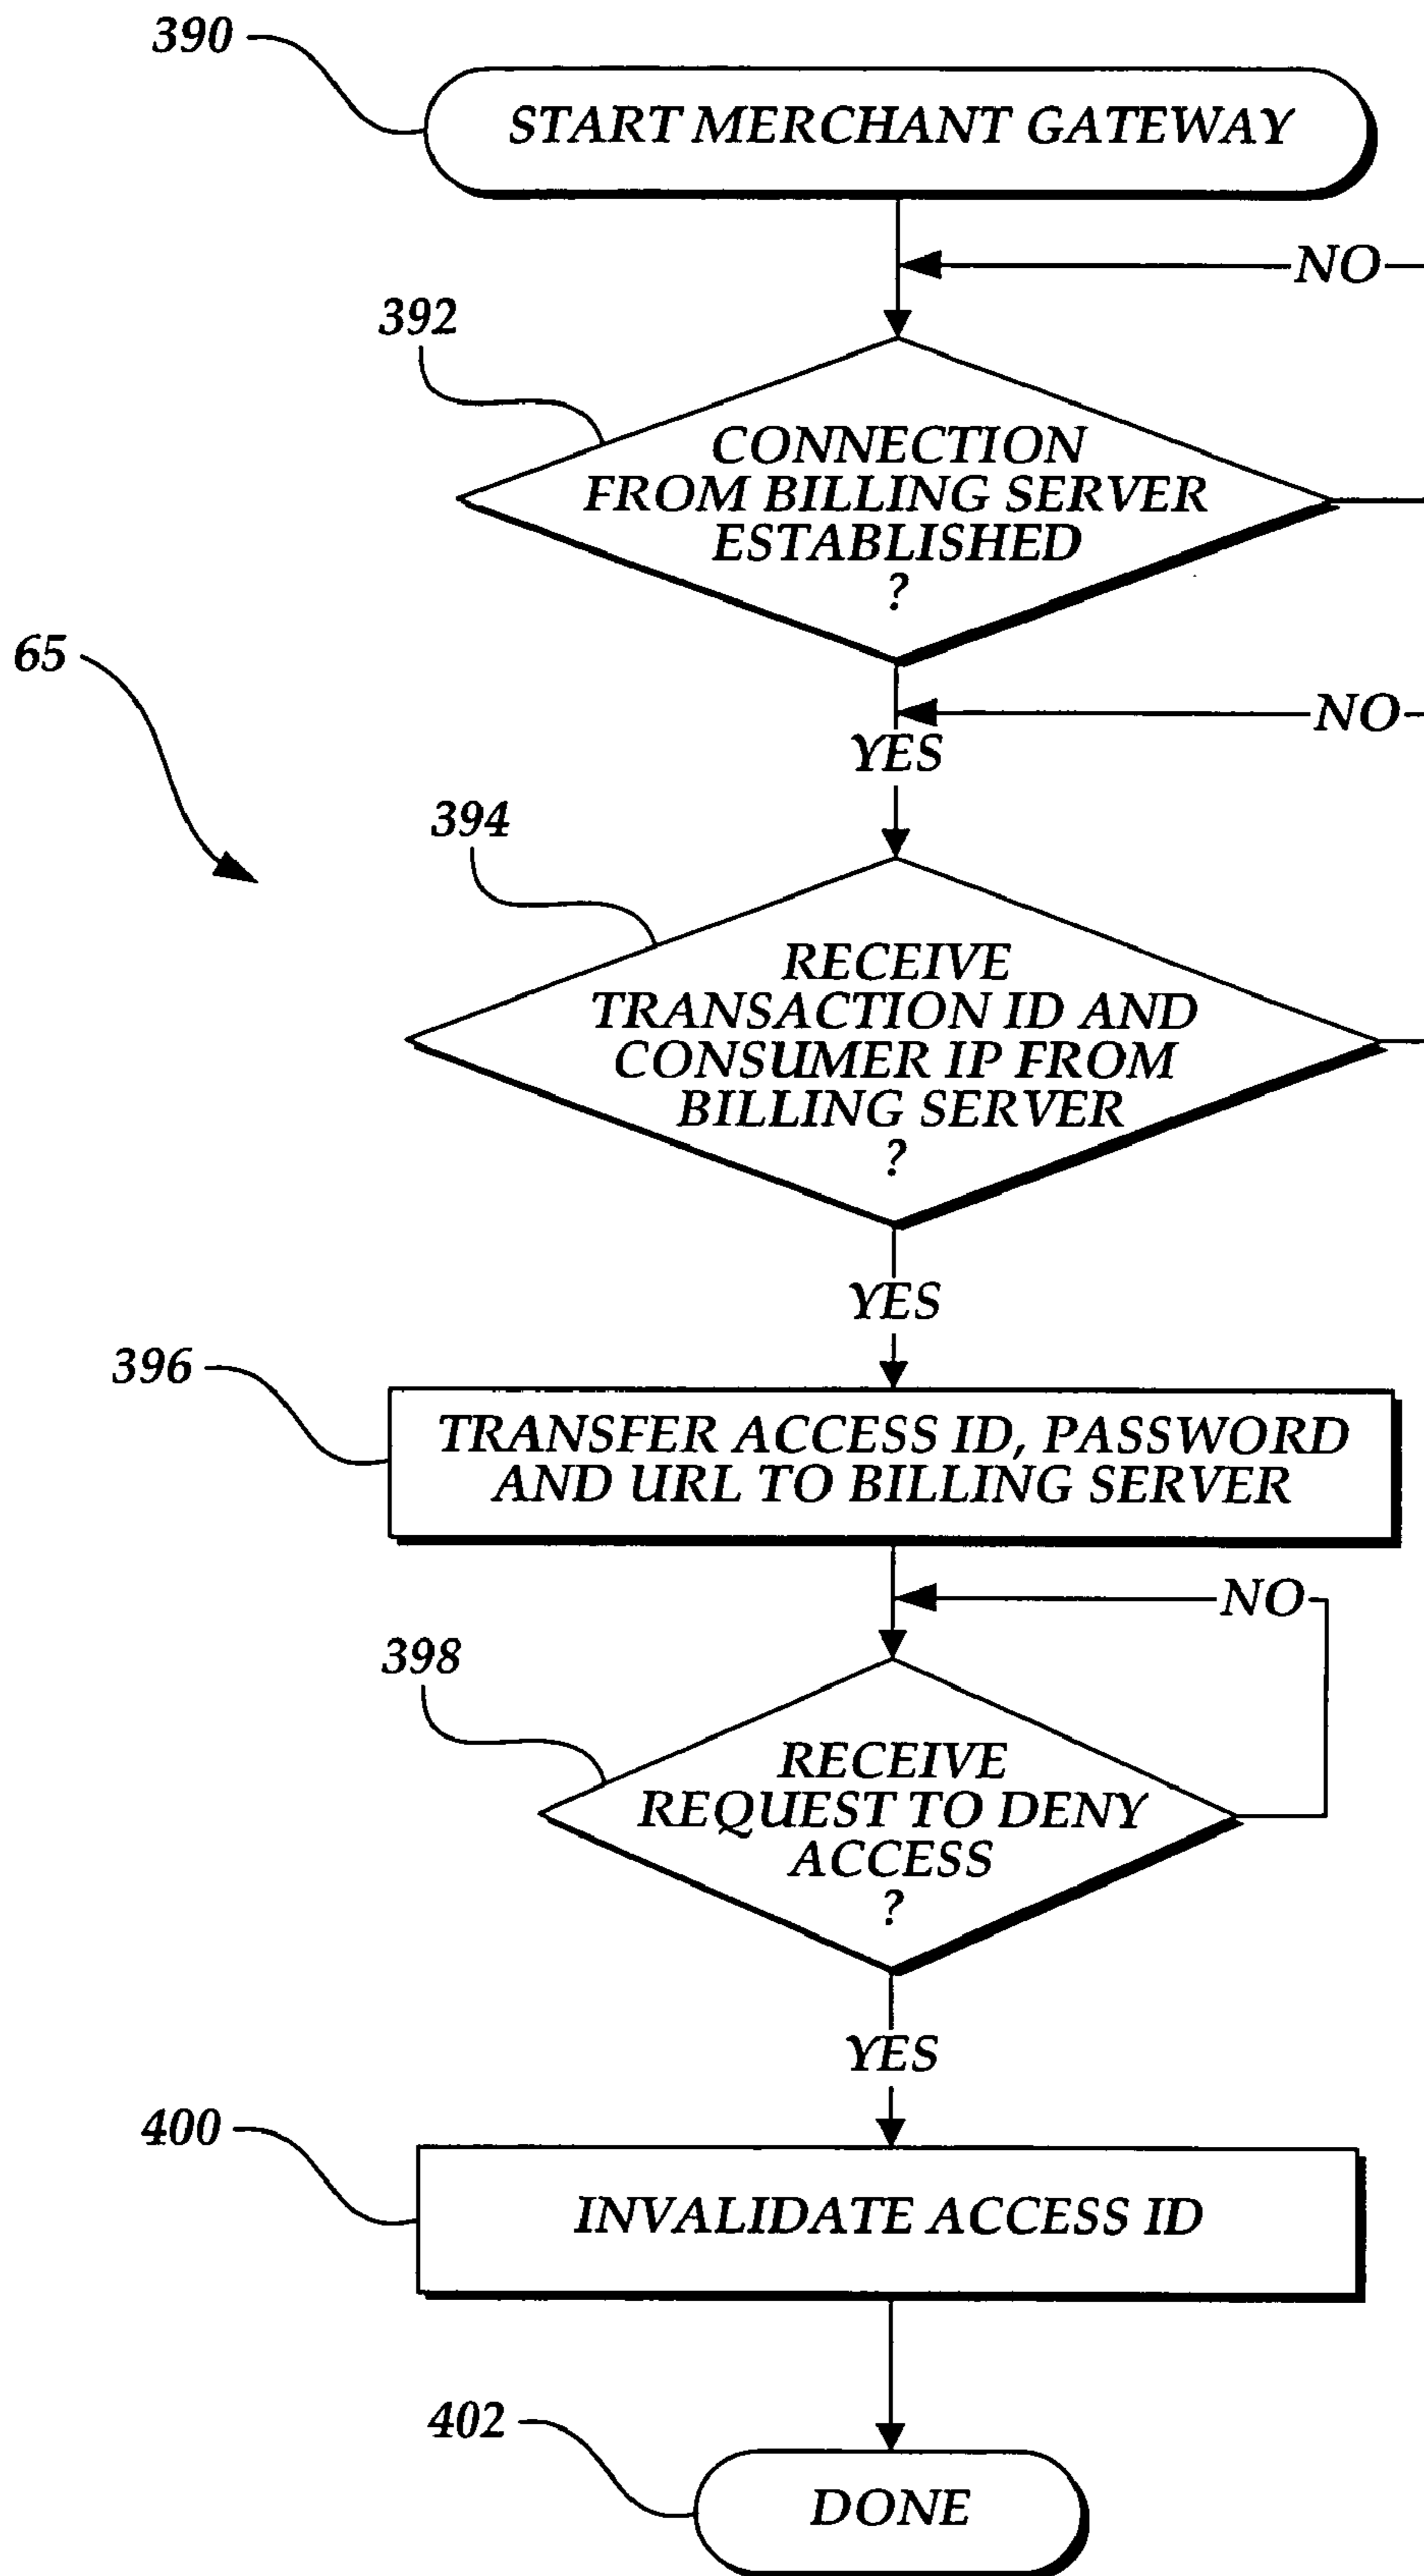 390
START MERCHANT GATEWAY
NO
392
CONNECTION
FROM BILLING SERVER
ESTABLISHED
?
65
NO
YES
394
RECEIVE
TRANSACTION ID AND
CONSUMER IP FROM
BILLING SERVER
?
YES
396
TRANSFER ACCESS ID, PASSWORD
AND URL TO BILLING SERVER
NO
398
RECEIVE
REQUEST TO DENY
ACCESS
?
YES
400
INVALIDATE ACCESS ID
402
DONE